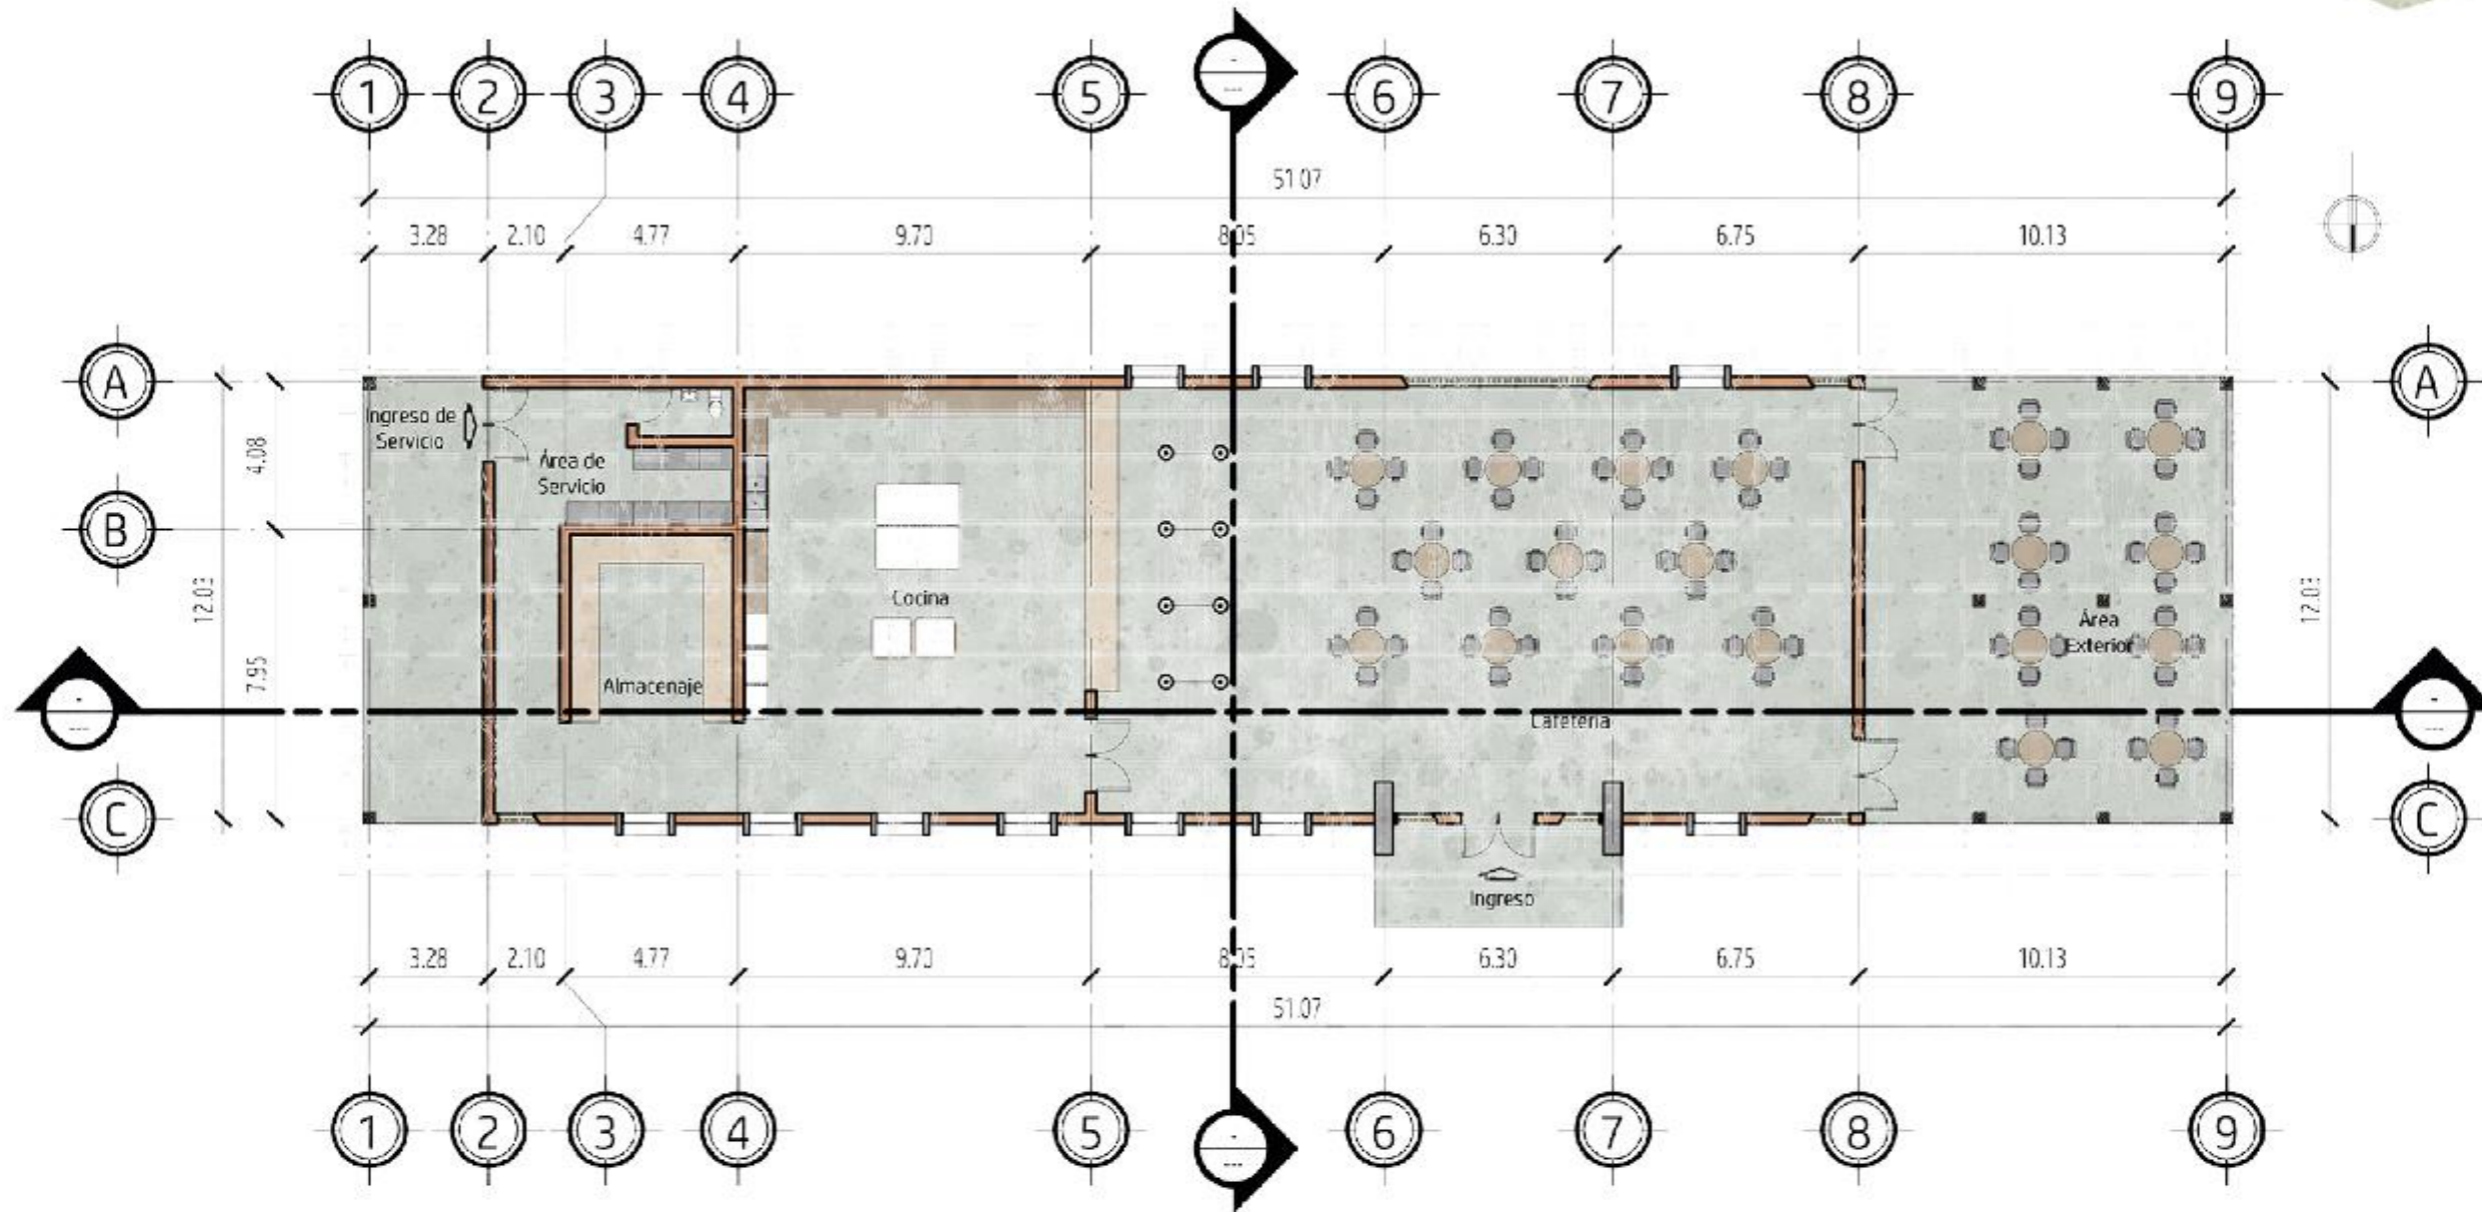 1 2 3 4 5 6 7 8 9
51.07
3.28 2.10 4.77 9.70 8.05 6.30 6.75 10.13
A A
Ingreso de
Servicio
4.08
Área de
Servicio
B
12.03 12.03
Cocina
Área
Exterior
7.95
Almacenaje
Cafetería
C C
Ingreso
3.28 2.10 4.77 9.70 8.05 6.30 6.75 10.13
51.07
1 2 3 4 5 6 7 8 9